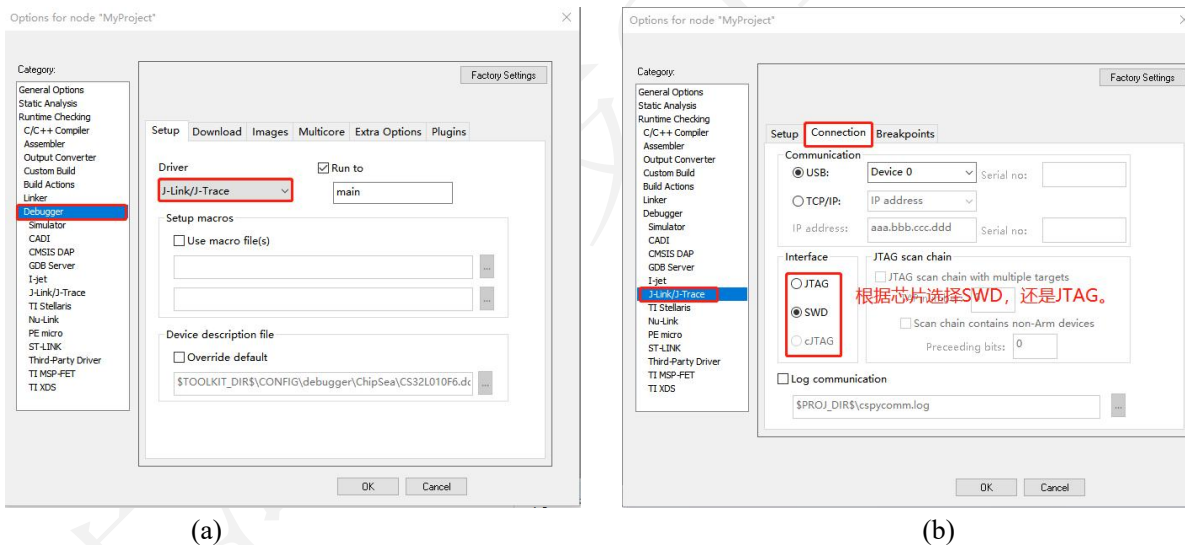 Options for node "MyProject"
Category:
General Options
Static Analysis
Runtime Checking
C/C++ Compiler
Assembler
Output Converter
Custom Build
Build Actions
Linker
Debugger
Simulator
CADI
CMSIS DAP
GDB Server
I-jet
J-Link/J-Trace
TI Stellaris
Nu-Link
PE micro
ST-LINK
Third-Party Driver
TI MSP-FET
TI XDS
Factory Settings
Setup Download Images Multicore Extra Options Plugins
Driver
Run to
J-Link/J-Trace
main
Setup macros
Use macro file(s)
...
...
Device description file
Override default
$TOOLKIT_DIR$\CONFIG\debugger\ChipSea\CS32L010F6.dc
...
OK Cancel
(a)
Options for node "MyProject"
Category:
General Options
Static Analysis
Runtime Checking
C/C++ Compiler
Assembler
Output Converter
Custom Build
Build Actions
Linker
Debugger
Simulator
CADI
CMSIS DAP
GDB Server
I-jet
J-Link/J-Trace
TI Stellaris
Nu-Link
PE micro
ST-LINK
Third-Party Driver
TI MSP-FET
TI XDS
Factory Settings
Setup Connection Breakpoints
Communication
USB: Device 0 Serial no:
TCP/IP: IP address
IP address: aaa.bbb.ccc.ddd Serial no:
Interface
JTAG
SWD
cJTAG
JTAG scan chain
JTAG scan chain with multiple targets
根据芯片选择SWD，还是JTAG。
Scan chain contains non-Arm devices
Preceeding bits: 0
Log communication
$PROJ_DIR$\cspycomm.log
...
OK Cancel
(b)